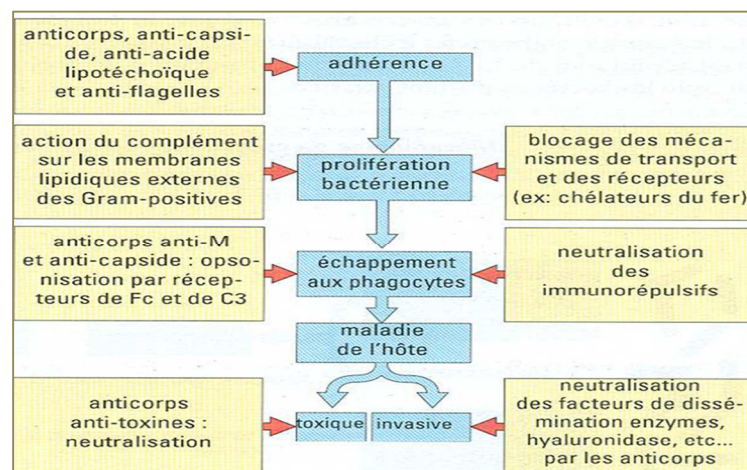 anticorps, anti-capsi-
de, anti-acide
lipotéchoïque
et anti-flagelles
adhérence
action du complément
sur les membranes
lipidiques externes
des Gram-positives
prolifération
bactérienne
blocage des méca-
nismes de transport
et des récepteurs
(ex: chélateurs du fer)
anticorps anti-M
et anti-capside : opso-
nisation par récep-
teurs de Fc et de C3
échappement
aux phagocytes
neutralisation
des
immunorépulsifs
maladie
de l'hôte
anticorps
anti-toxines :
neutralisation
toxique
invasive
neutralisation
des facteurs de dissé-
mination enzymes,
hyaluronidase, etc...
par les anticorps